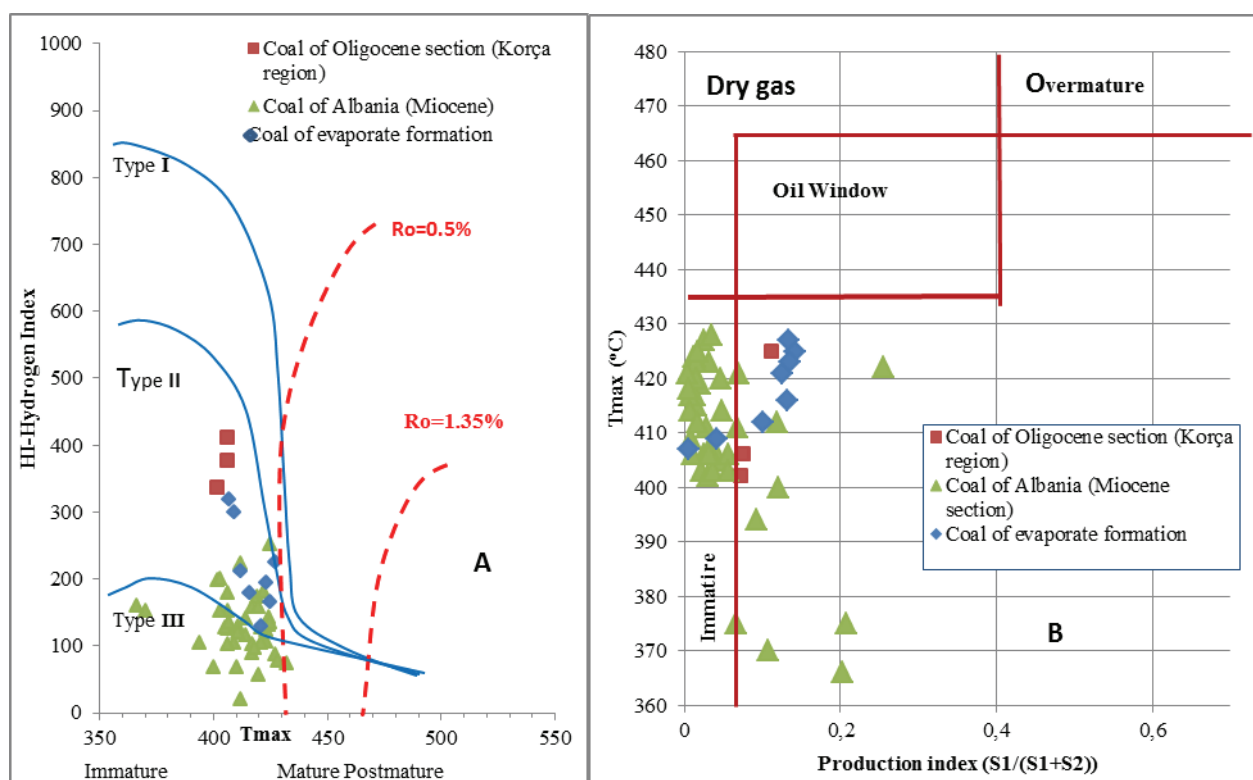 1000
900
800
700
600
500
400
300
200
100
0
HI-Hydrogen Index
Coal of Oligocene section (Korça
region)
Coal of Albania (Miocene)
Coal of evaporate formation
Type I
Type II
Type III
Ro=0.5%
Ro=1.35%
A
350
400
450
500
550
Tmax
Immature
Mature Postmature
480
470
460
450
440
430
420
410
400
390
380
370
360
Tmax (°C)
Dry gas
Overmature
Oil Window
Immatire
Coal of Oligocene section (Korça
region)
Coal of Albania (Miocene
section)
Coal of evaporate formation
B
0
0,2
0,4
0,6
Production index (S1/(S1+S2))